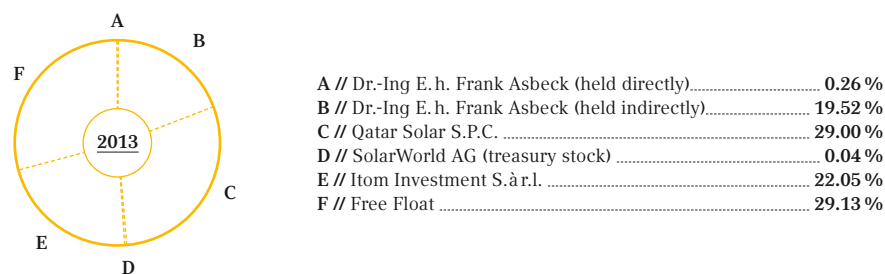 A
B
F
2013
C
E
D
A // Dr.-Ing E. h. Frank Asbeck (held directly) 0.26 %
B // Dr.-Ing E. h. Frank Asbeck (held indirectly) 19.52 %
C // Qatar Solar S.P.C. 29.00 %
D // SolarWorld AG (treasury stock) 0.04 %
E // Itom Investment S.à r.l. 22.05 %
F // Free Float 29.13 %